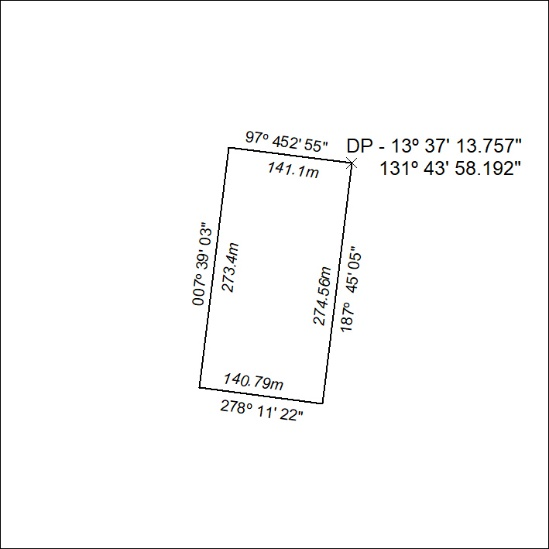 97º 452' 55"
DP - 13º 37' 13.757"
131º 43' 58.192"
141.1m
007º 39' 03"
273.4m
274.56m
187º 45' 05"
140.79m
278º 11' 22"